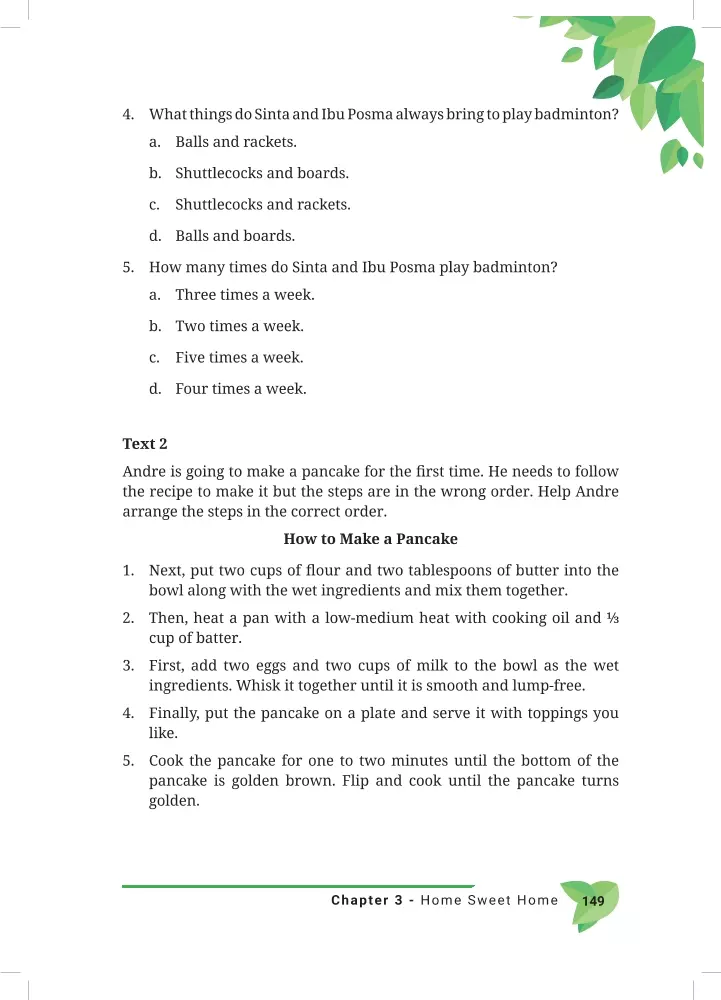 4. What things do Sinta and Ibu Posma always bring to play badminton?
a. Balls and rackets.
b. Shuttlecocks and boards.
c. Shuttlecocks and rackets.
d. Balls and boards.
5. How many times do Sinta and Ibu Posma play badminton?
a. Three times a week.
b. Two times a week.
c. Five times a week.
d. Four times a week.
Text 2
Andre is going to make a pancake for the first time. He needs to follow
the recipe to make it but the steps are in the wrong order. Help Andre
arrange the steps in the correct order.
How to Make a Pancake
1. Next, put two cups of flour and two tablespoons of butter into the
bowl along with the wet ingredients and mix them together.
2. Then, heat a pan with a low-medium heat with cooking oil and ⅓
cup of batter.
3. First, add two eggs and two cups of milk to the bowl as the wet
ingredients. Whisk it together until it is smooth and lump-free.
4. Finally, put the pancake on a plate and serve it with toppings you
like.
5. Cook the pancake for one to two minutes until the bottom of the
pancake is golden brown. Flip and cook until the pancake turns
golden.
Chapter 3 - Home Sweet Home 149